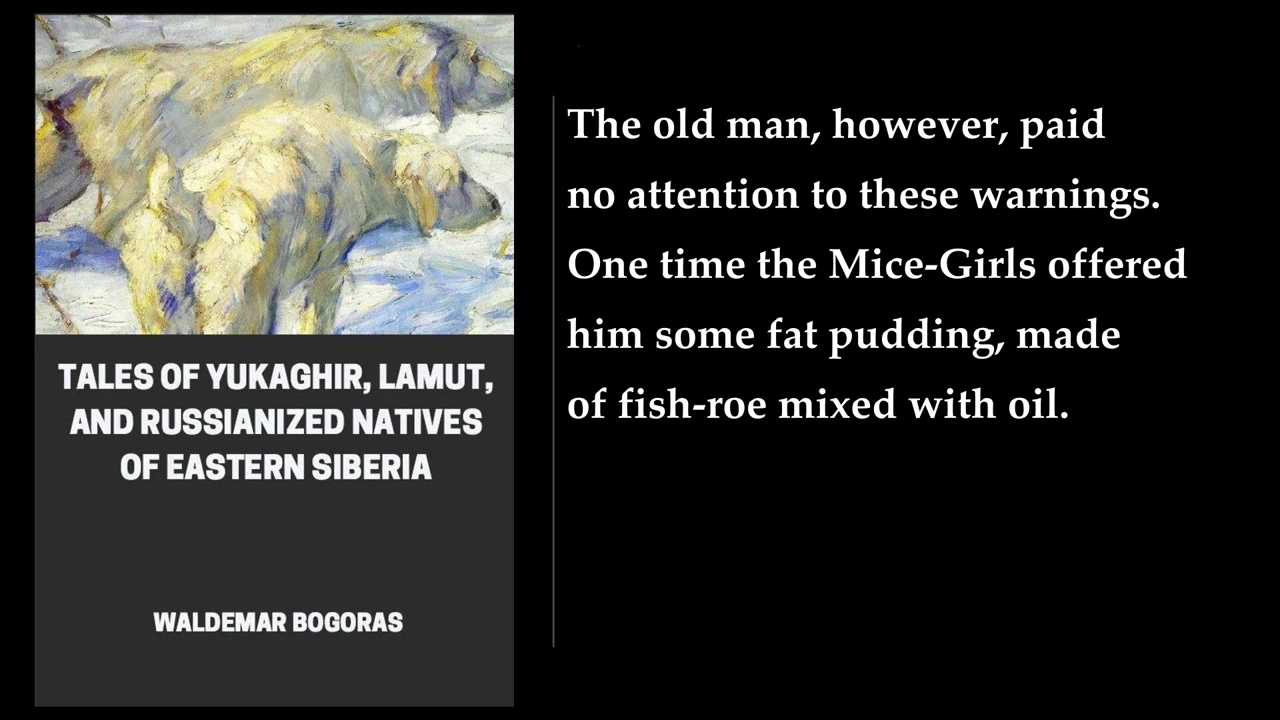 TALES OF YUKAGHIR, LAMUT,
AND RUSSIANIZED NATIVES
OF EASTERN SIBERIA
WALDEMAR BOGORAS
The old man, however, paid
no attention to these warnings.
One time the Mice-Girls offered
him some fat pudding, made
of fish-roe mixed with oil.